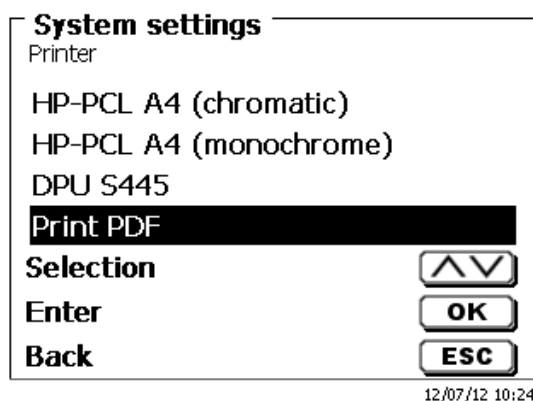 System settings
Printer
HP-PCL A4 (chromatic)
HP-PCL A4 (monochrome)
DPU S445
Print PDF
Selection
Enter OK
Back ESC
12/07/12 10:24